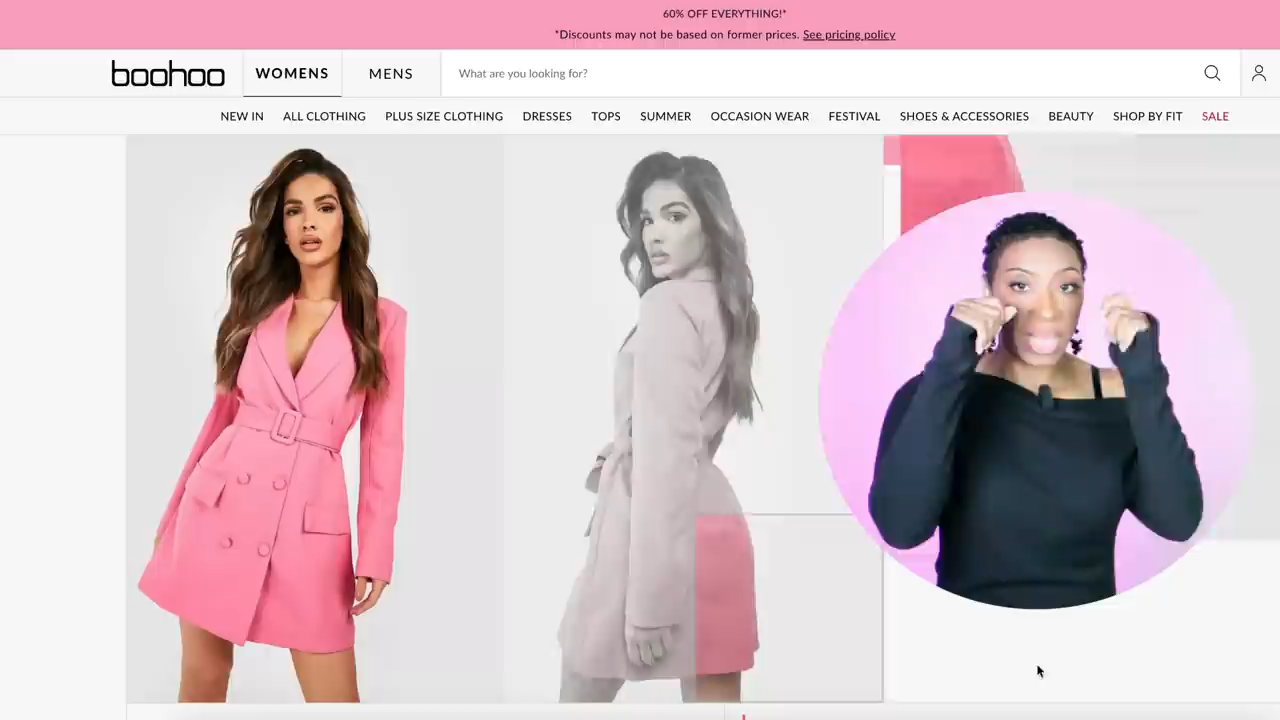 60% OFF EVERYTHING!*
*Discounts may not be based on former prices. See pricing policy
boohoo
WOMENS
MENS
What are you looking for?
NEW IN
ALL CLOTHING
PLUS SIZE CLOTHING
DRESSES
TOPS
SUMMER
OCCASION WEAR
FESTIVAL
SHOES & ACCESSORIES
BEAUTY
SHOP BY FIT
SALE